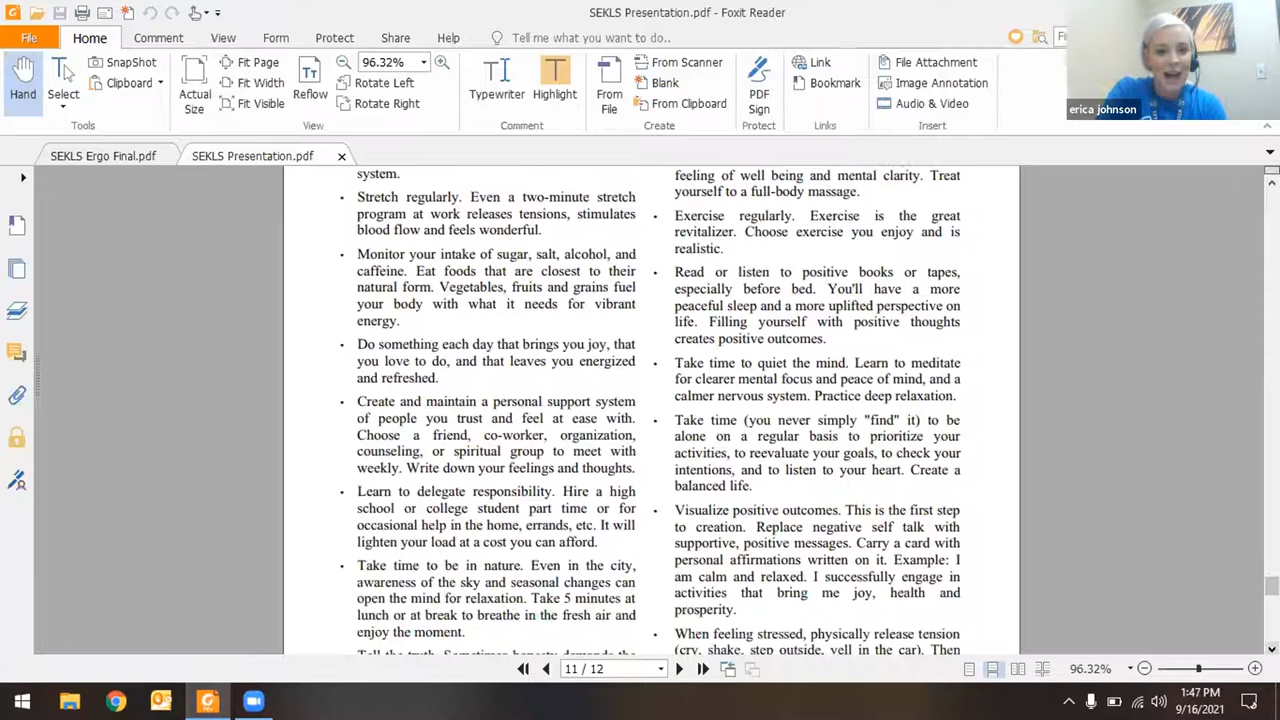 SEKLS Presentation.pdf - Foxit Reader
File
Home
Comment
View
Form
Protect
Share
Help
Tell me what you want to do..
Fi
Hand
Select
SnapShot
Clipboard
Tools
Actual
Size
Fit Page
Fit Width
Fit Visible
Reflow
96.32%
Rotate Left
Rotate Right
View
Typewriter
Highlight
Comment
From
File
From Scanner
Blank
From Clipboard
Create
PDF
Sign
Protect
Link
Bookmark
Links
File Attachment
Image Annotation
Audio & Video
Insert
erica johnson
SEKLS Ergo Final.pdf
SEKLS Presentation.pdf
system.
• Stretch regularly. Even a two-minute stretch
program at work releases tensions, stimulates
blood flow and feels wonderful.
• Monitor your intake of sugar, salt, alcohol, and
caffeine. Eat foods that are closest to their
natural form. Vegetables, fruits and grains fuel
your body with what it needs for vibrant
energy.
• Do something each day that brings you joy, that
you love to do, and that leaves you energized
and refreshed.
• Create and maintain a personal support system
of people you trust and feel at ease with.
Choose a friend, co-worker, organization,
counseling, or spiritual group to meet with
weekly. Write down your feelings and thoughts.
• Learn to delegate responsibility. Hire a high
school or college student part time or for
occasional help in the home, errands, etc. It will
lighten your load at a cost you can afford.
• Take time to be in nature. Even in the city,
awareness of the sky and seasonal changes can
open the mind for relaxation. Take 5 minutes at
lunch or at break to breathe in the fresh air and
enjoy the moment.
Tell the truth. Sometimes honesty demands the
feeling of well being and mental clarity. Treat
yourself to a full-body massage.
• Exercise regularly. Exercise is the great
revitalizer. Choose exercise you enjoy and is
realistic.
• Read or listen to positive books or tapes,
especially before bed. You'll have a more
peaceful sleep and a more uplifted perspective on
life. Filling yourself with positive thoughts
creates positive outcomes.
• Take time to quiet the mind. Learn to meditate
for clearer mental focus and peace of mind, and a
calmer nervous system. Practice deep relaxation.
• Take time (you never simply "find" it) to be
alone on a regular basis to prioritize your
activities, to reevaluate your goals, to check your
intentions, and to listen to your heart. Create a
balanced life.
• Visualize positive outcomes. This is the first step
to creation. Replace negative self talk with
supportive, positive messages. Carry a card with
personal affirmations written on it. Example: I
am calm and relaxed. I successfully engage in
activities that bring me joy, health and
prosperity.
• When feeling stressed, physically release tension
(cry, shake, step outside, yell in the car). Then
11 / 12
96.32%
1:47 PM
9/16/2021